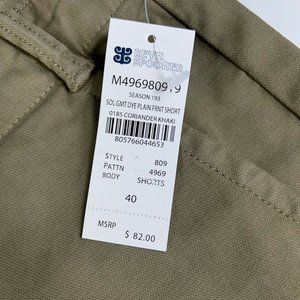 REYN
SPOONER
M496980919
SEASON 193
SOL GMT DYE PLAIN FRNT SHORT
0185 CORIANDER KHAKI
805766044653
STYLE 809
PATTN 4969
BODY SHORTS
40
MSRP $ 82.00